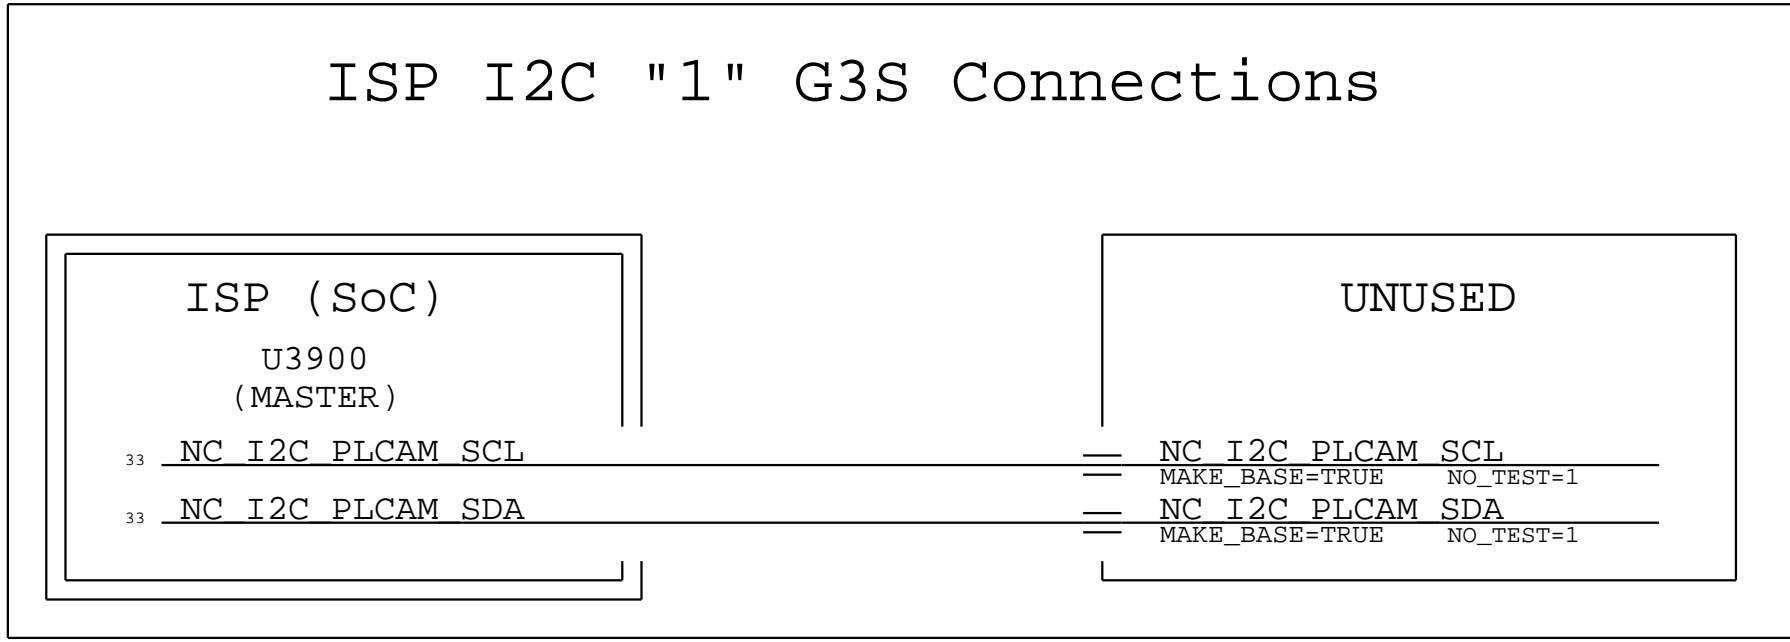 ISP I2C "1" G3S Connections
ISP (SoC)
U3900
(MASTER)
33 NC_I2C_PLCAM_SCL
33 NC_I2C_PLCAM_SDA
UNUSED
NC_I2C_PLCAM_SCL
MAKE_BASE=TRUE NO_TEST=1
NC_I2C_PLCAM_SDA
MAKE_BASE=TRUE NO_TEST=1